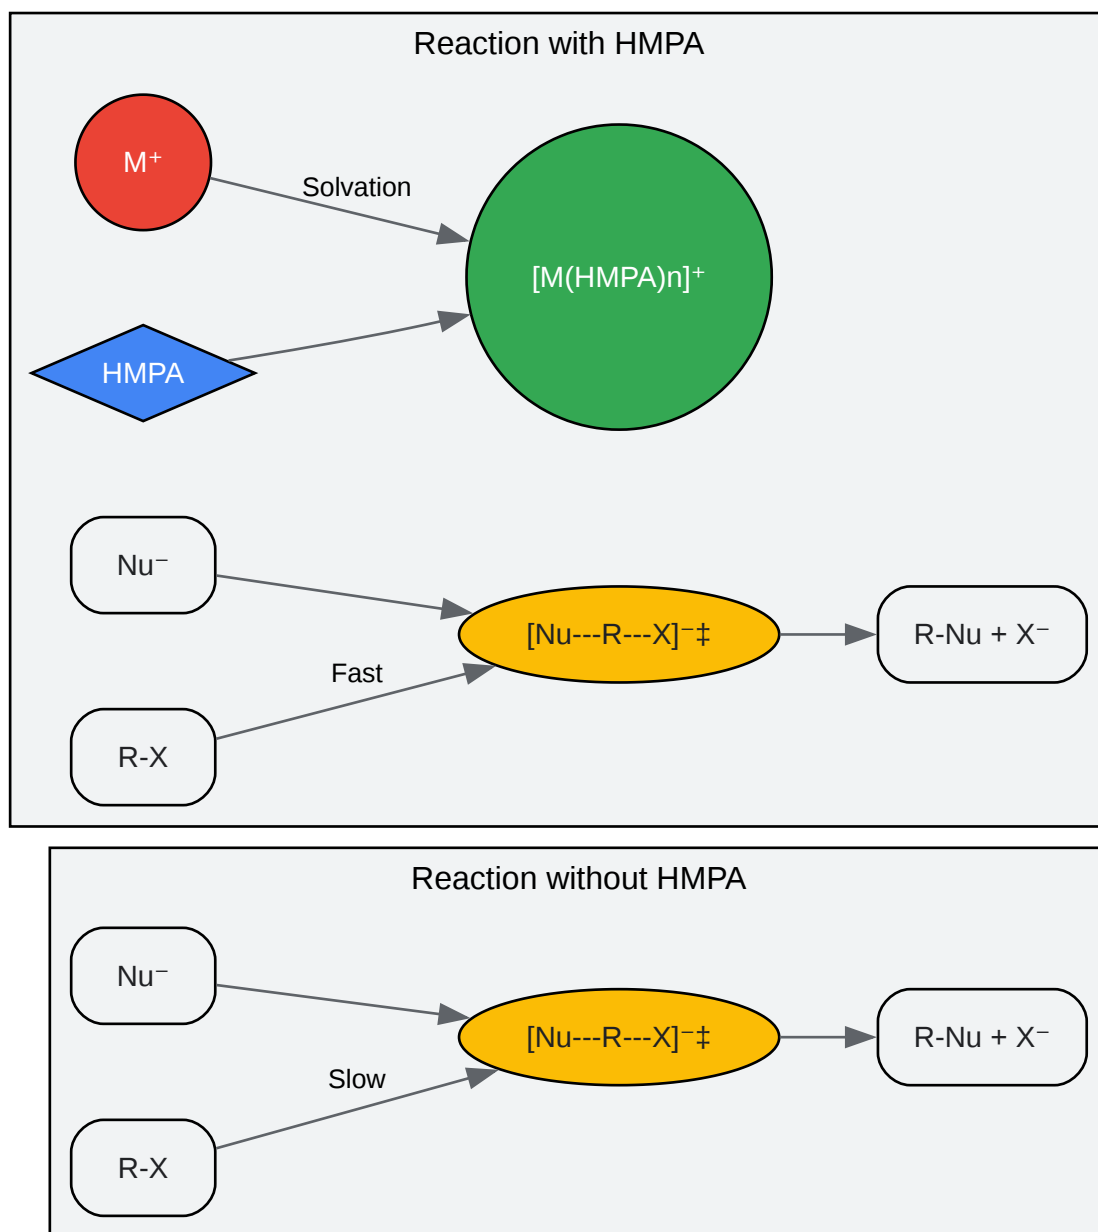 Reaction with HMPA
M⁺
Solvation
[M(HMPA)n]⁺
HMPA
Nu⁻
[Nu---R---X]⁻‡
R-Nu + X⁻
Fast
R-X
Reaction without HMPA
Nu⁻
[Nu---R---X]⁻‡
R-Nu + X⁻
Slow
R-X